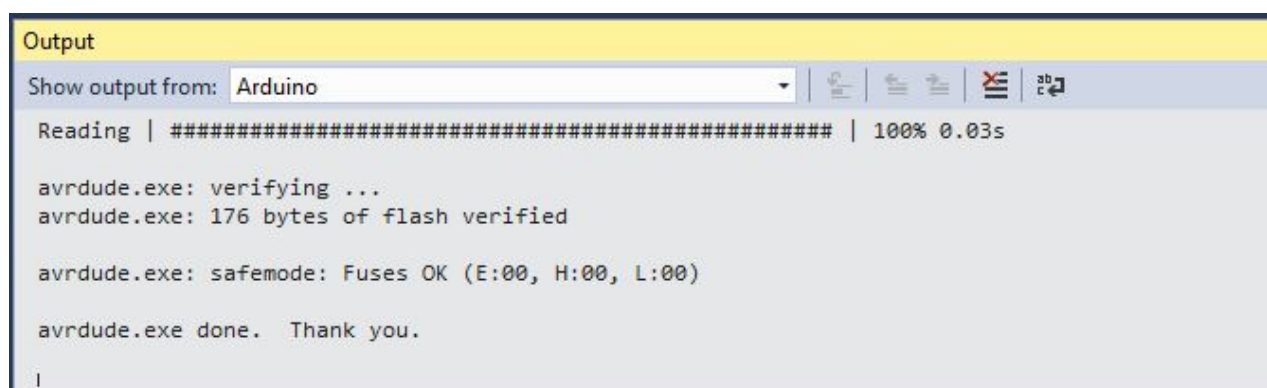 Output
Show output from: Arduino
Reading | ################################################## | 100% 0.03s
avrdude.exe: verifying ...
avrdude.exe: 176 bytes of flash verified
avrdude.exe: safemode: Fuses OK (E:00, H:00, L:00)
avrdude.exe done.  Thank you.